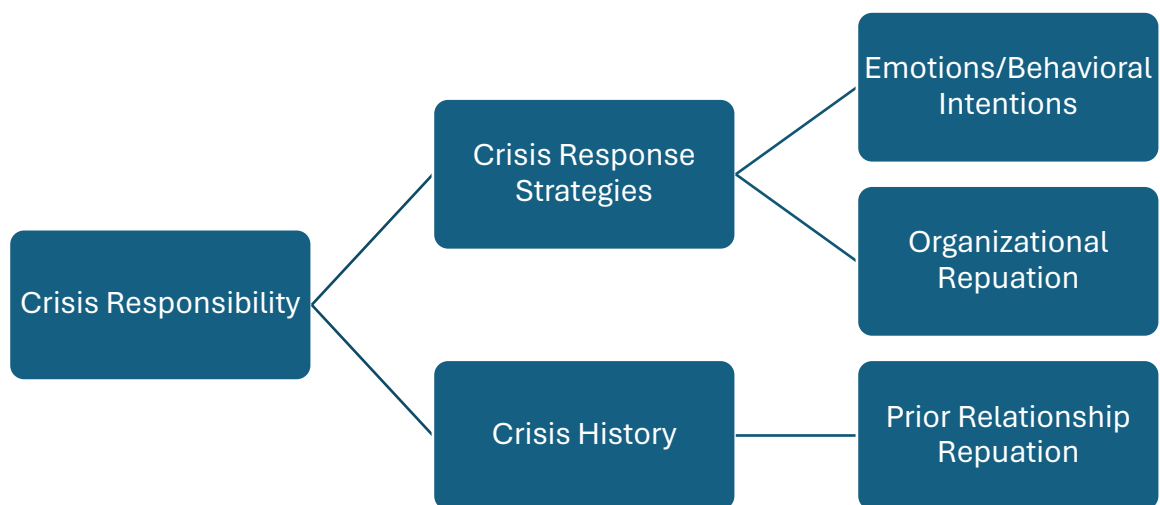 Crisis Responsibility
Crisis Response
Strategies
Emotions/Behavioral
Intentions
Organizational
Repuation
Crisis History
Prior Relationship
Repuation